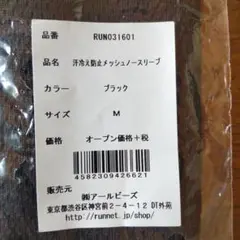 品番 RUN031601
品名 汗冷え防止メッシュノースリーブ
カラー ブラック
サイズ M
価格 オープン価格+税
4582309426621
販売元
㈱アールビーズ
東京都渋谷区神宮前2-4-12 DT外苑
http://runnet.jp/shop/